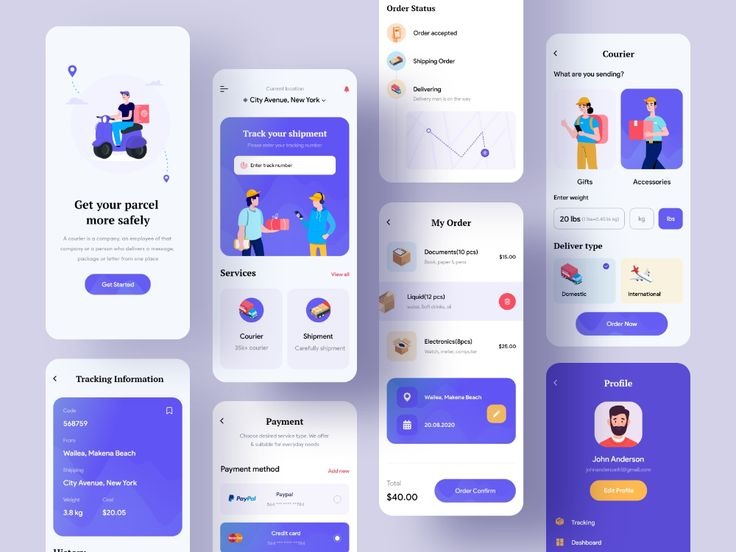 Get your parcel
more safely
A courier is a company, an employee of that
company or a person who delivers a message,
package or letter from one place
Get Started
Tracking Information
Code
568759
From
Wailea, Makena Beach
Shipping
City Avenue, New York
Weight
Cost
3.8 kg
$20.05
History
Current location
City Avenue, New York
Track your shipment
Please enter your tracking number
Enter track number
Services
View all
Courier
35k+ courier
Shipment
Carefully shipment
Payment
Choose desired service type. We offer
& suitable for everyday needs
Payment method
Add new
PayPal
Paypal
Credit card
Order Status
Order accepted
Shipping Order
Delivering
Delivery man is on the way
My Order
Documents(10 pcs)
Book, paper & pens
$15.00
Liquid(12 pcs)
water, Soft drinks, oil
Electronics(8pcs)
Watch, meter, computer
$25.00
Wailea, Makena Beach
20.08.2020
Total
$40.00
Order Confirm
Courier
What are you sending?
Gifts
Accessories
Enter weight
20 lbs
kg
lbs
Deliver type
Domestic
International
Order Now
Profile
John Anderson
Edit Profile
Tracking
Dashboard